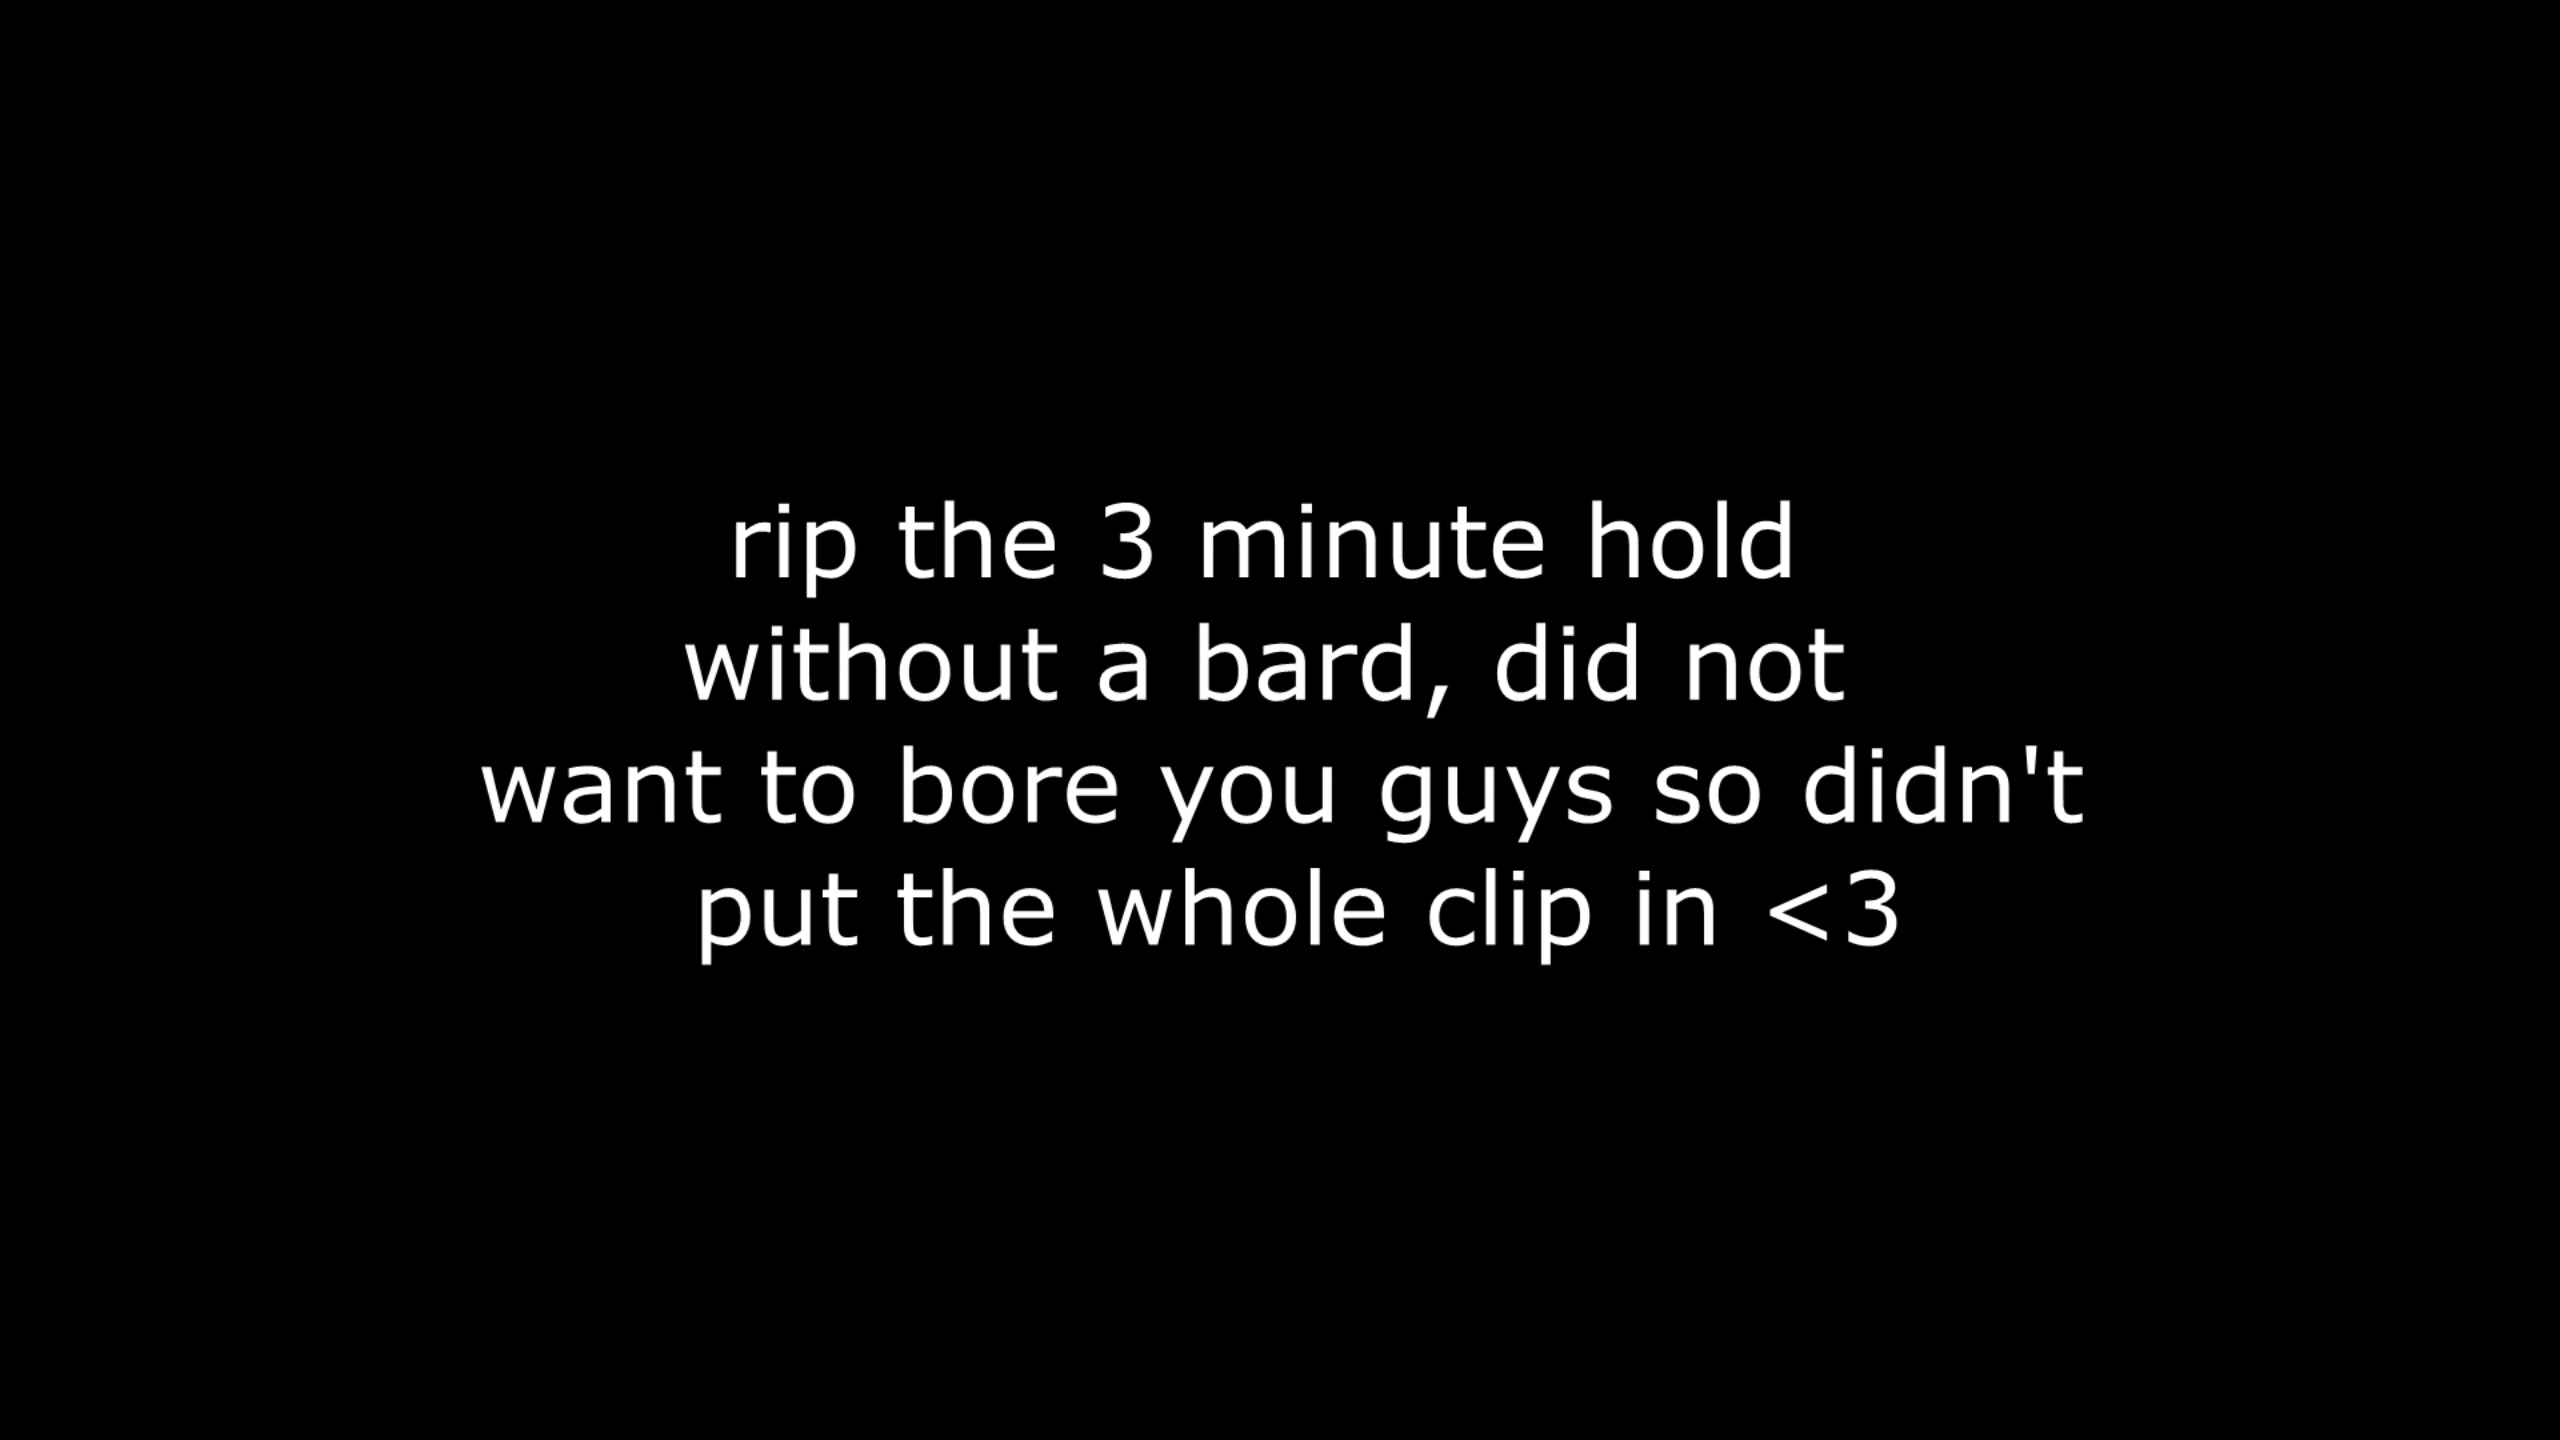 rip the 3 minute hold
without a bard, did not
want to bore you guys so didn't
put the whole clip in <3